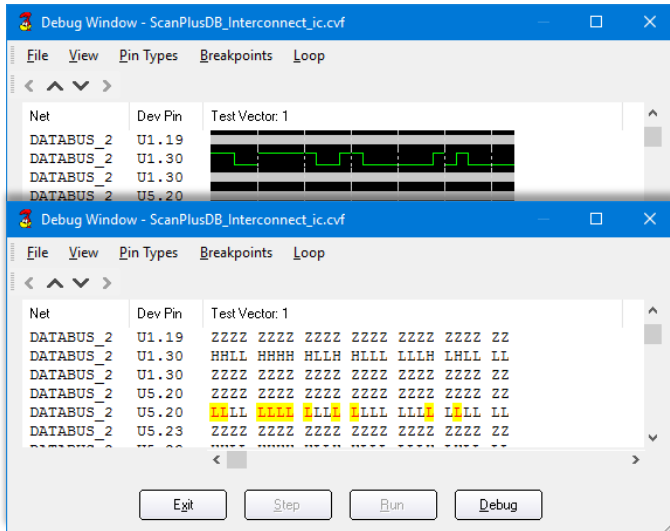 Debug Window - ScanPlusDB_Interconnect_ic.cvf
File View Pin Types Breakpoints Loop
Net Dev Pin Test Vector: 1
DATABUS_2 U1.19
DATABUS_2 U1.30
DATABUS_2 U1.30
DATABUS_2 U5.20
Debug Window - ScanPlusDB_Interconnect_ic.cvf
File View Pin Types Breakpoints Loop
Net Dev Pin Test Vector: 1
DATABUS_2 U1.19 ZZZZ ZZZZ ZZZZ ZZZZ ZZZZ ZZZZ ZZ
DATABUS_2 U1.30 HHLL HHHH HLLH HLLL LLLH LHLL LL
DATABUS_2 U1.30 ZZZZ ZZZZ ZZZZ ZZZZ ZZZZ ZZZZ ZZ
DATABUS_2 U5.20 ZZZZ ZZZZ ZZZZ ZZZZ ZZZZ ZZZZ ZZ
DATABUS_2 U5.20 LLLL LLLL LLLL LLLL LLLL LLLL LL
DATABUS_2 U5.23 ZZZZ ZZZZ ZZZZ ZZZZ ZZZZ ZZZZ ZZ
Exit Step Run Debug